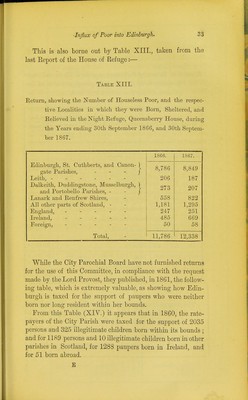 Influx of Poor into Edinburgh. 33
This is also borne out by Table XIII., taken from the
last Report of the House of Refuge:—
TABLE XIII.
Return, showing the Number of Houseless Poor, and the respec-
tive Localities in which they were Born, Sheltered, and
Relieved in the Night Refuge, Queensberry House, during
the Years ending 30th September 1866, and 30th Septem-
ber 1867.
1866. 1867.
Edinburgh, St. Cuthberts, and Canon-
gate Parishes, 8,786 8,849
Leith, 206 187
Dalkeith, Duddingstone, Musselburgh,
and Portobello Parishes, 273 207
Lanark and Renfrew Shires, 558 822
All other parts of Scotland, 1,181 1,295
England, 247 251
Ireland, 485 669
Foreign, 50 58
Total, 11,786 12,338
While the City Parochial Board have not furnished returns
for the use of this Committee, in compliance with the request
made by the Lord Provost, they published, in 1861, the follow-
ing table, which is extremely valuable, as showing how Edin-
burgh is taxed for the support of paupers who were neither
born nor long resident within her bounds.
From this Table (XIV.) it appears that in 1860, the rate-
payers of the City Parish were taxed for the support of 2035
persons and 325 illegitimate children born within its bounds;
and for 1189 persons and 10 illegitimate children born in other
parishes in Scotland, for 1288 paupers born in Ireland, and
for 51 born abroad.
E